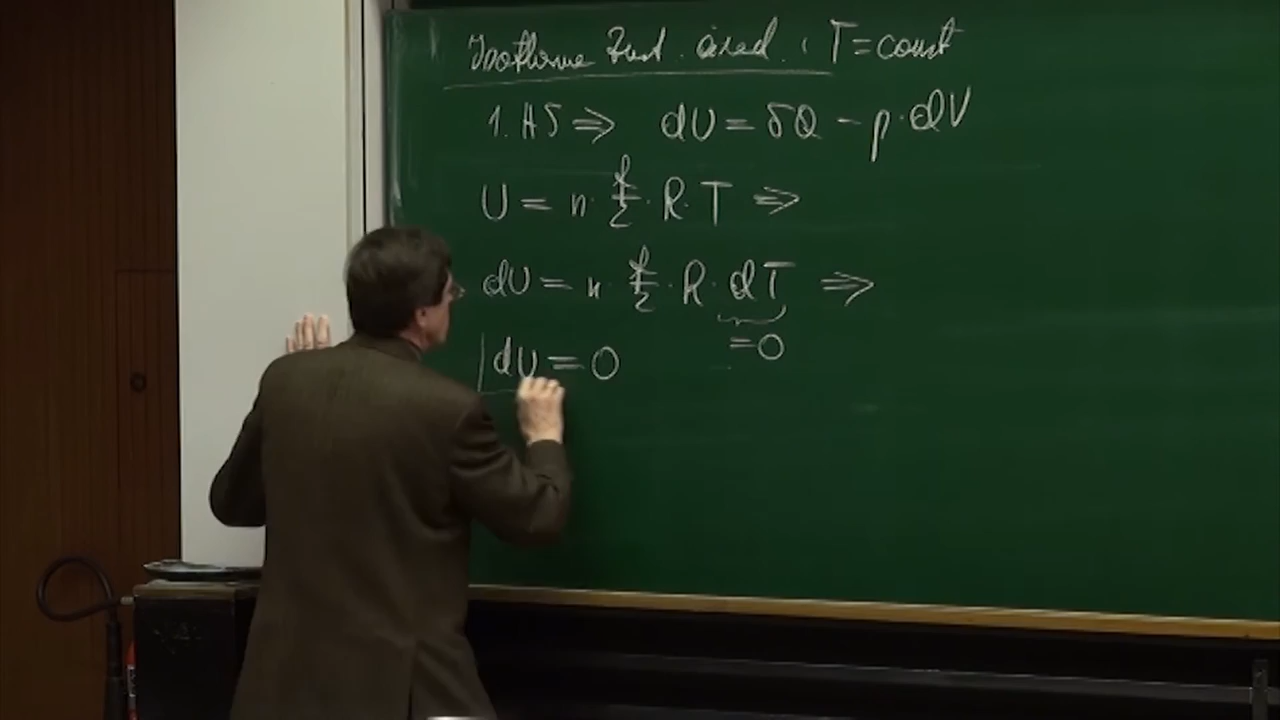 Isotherme Zust. änd. : T = const
1. HS ⇒ dU = δQ - p · dV
U = n · f/2 · R · T ⇒
dU = n · f/2 · R · dT ⇒
= 0
dU = 0